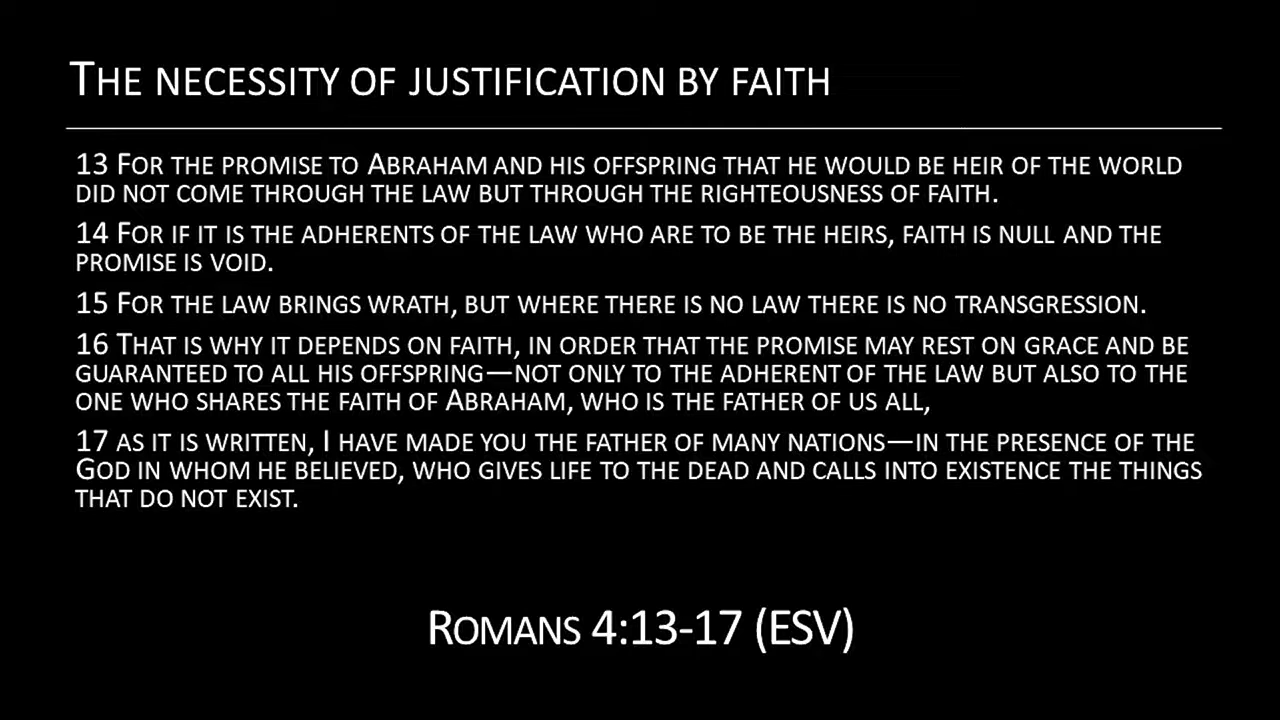 The necessity of justification by faith
13 For the promise to Abraham and his offspring that he would be heir of the world
did not come through the law but through the righteousness of faith.
14 For if it is the adherents of the law who are to be the heirs, faith is null and the
promise is void.
15 For the law brings wrath, but where there is no law there is no transgression.
16 That is why it depends on faith, in order that the promise may rest on grace and be
guaranteed to all his offspring—not only to the adherent of the law but also to the
one who shares the faith of Abraham, who is the father of us all,
17 as it is written, I have made you the father of many nations—in the presence of the
God in whom he believed, who gives life to the dead and calls into existence the things
that do not exist.
Romans 4:13-17 (ESV)